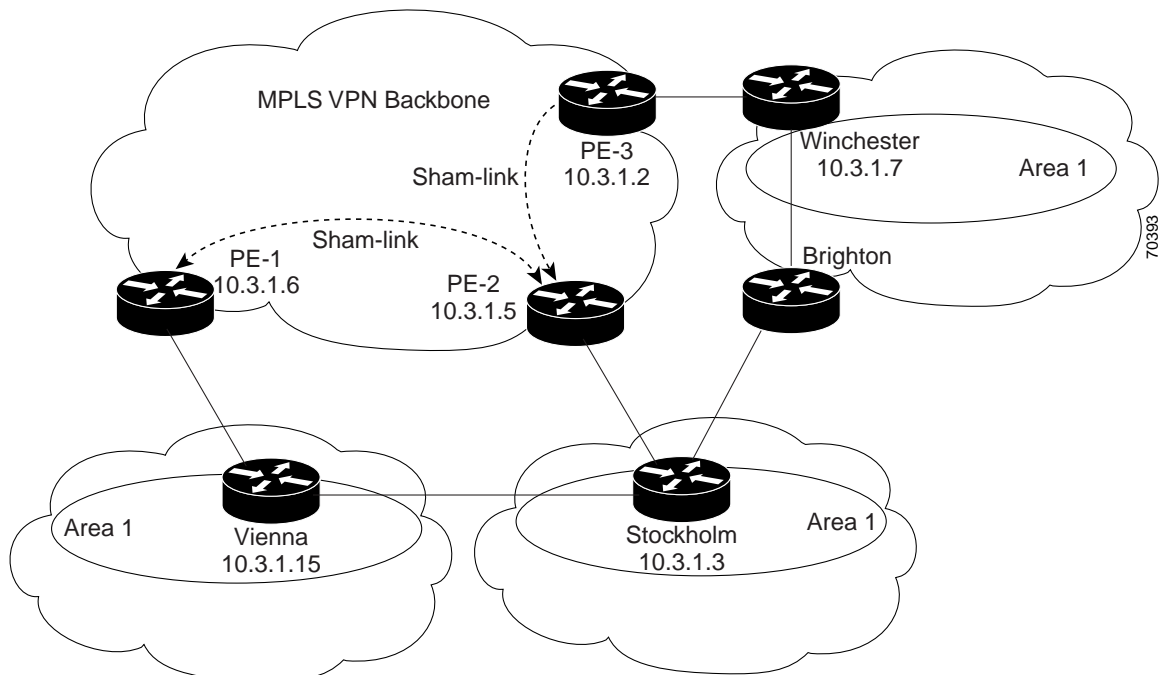 MPLS VPN Backbone
PE-3
10.3.1.2
Winchester
10.3.1.7
Area 1
Sham-link
Sham-link
PE-1
10.3.1.6
PE-2
10.3.1.5
Brighton
70393
Area 1
Vienna
10.3.1.15
Stockholm
10.3.1.3
Area 1